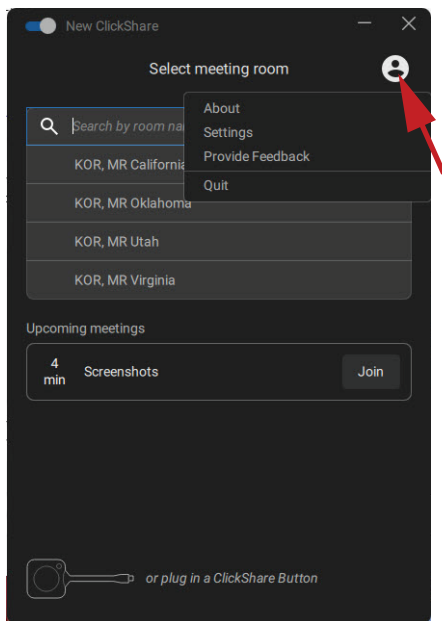 New ClickShare
Select meeting room
Search by room na
About
Settings
Provide Feedback
Quit
KOR, MR California
KOR, MR Oklahoma
KOR, MR Utah
KOR, MR Virginia
Upcoming meetings
4
min
Screenshots
Join
or plug in a ClickShare Button